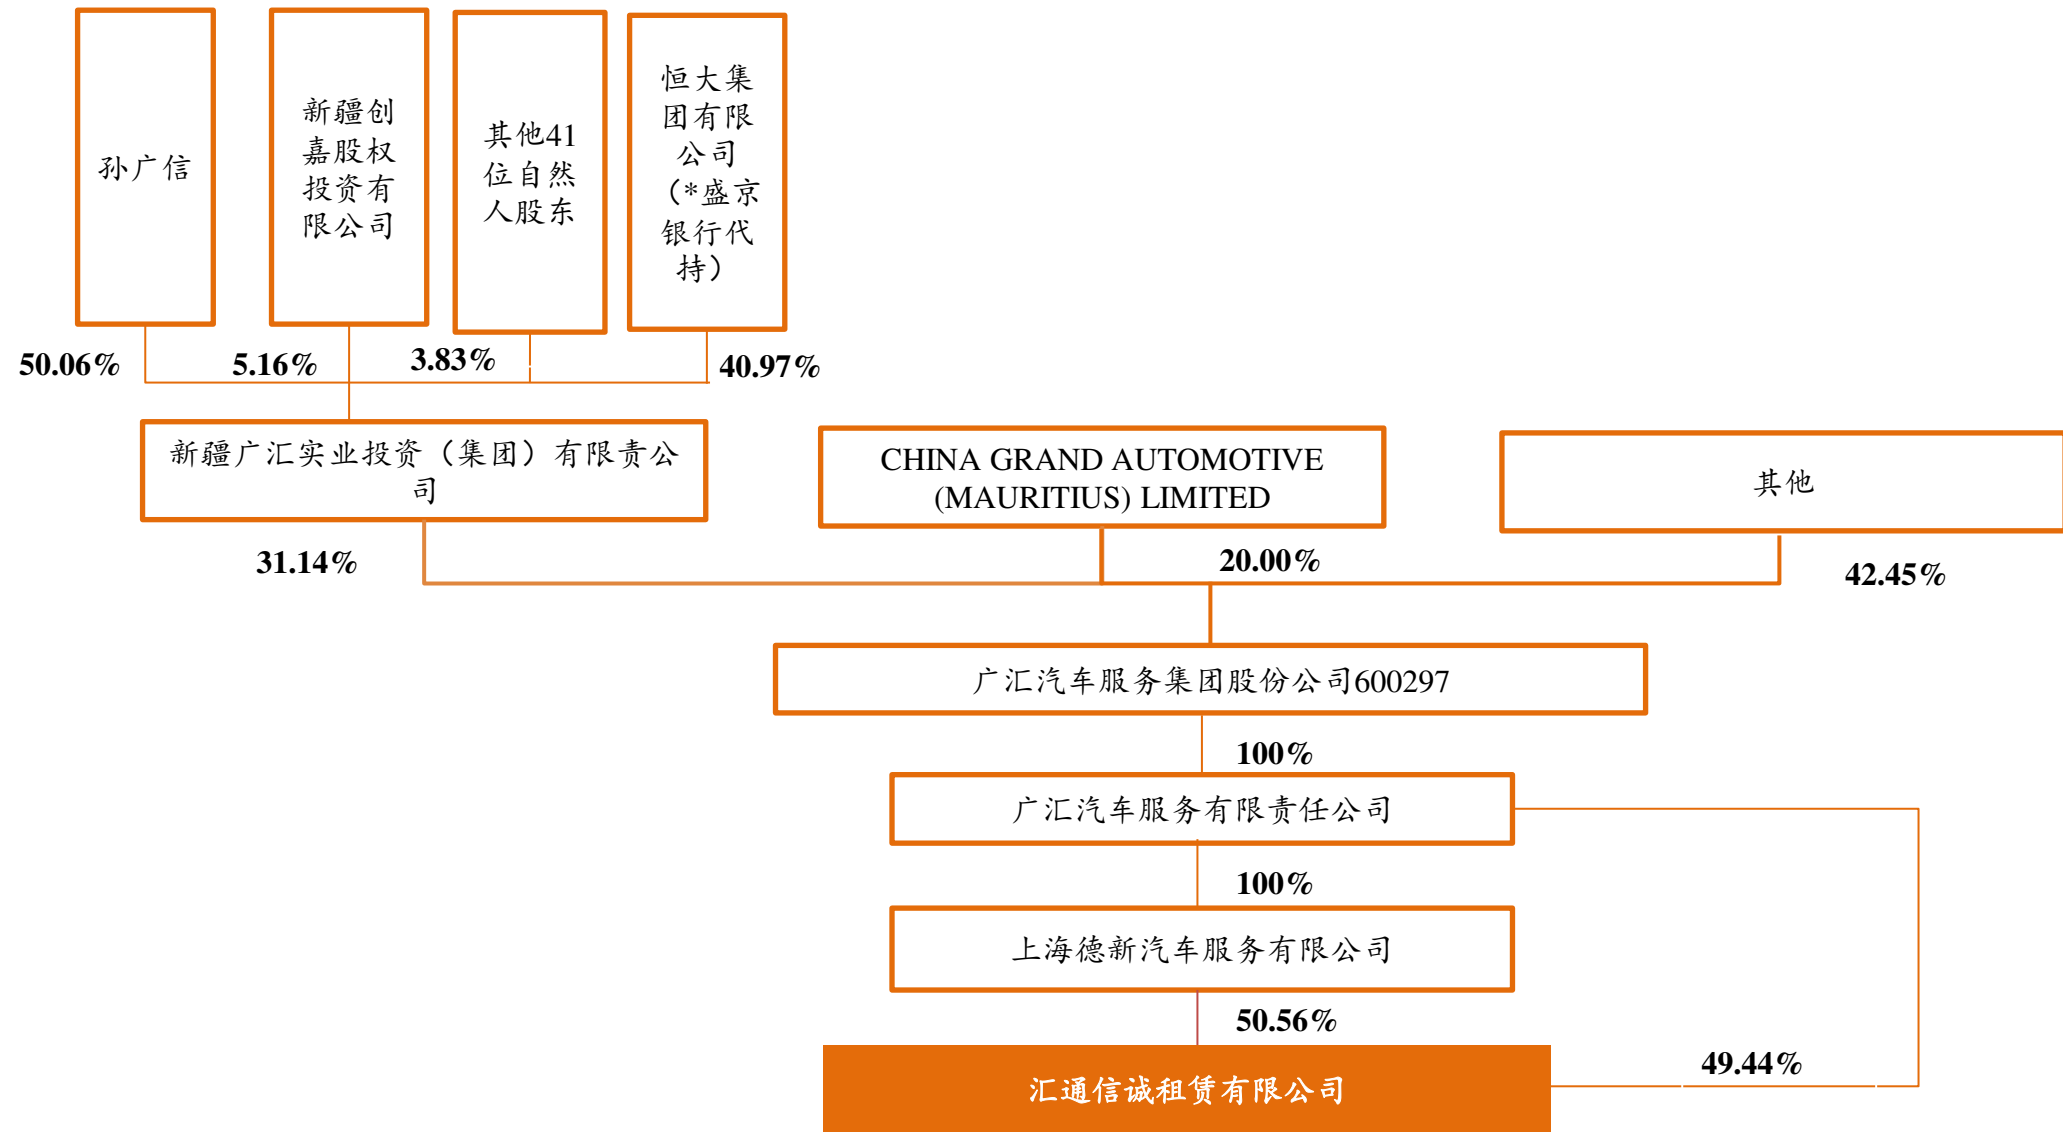 孙广信
新疆创
嘉股权
投资有
限公司
其他41
位自然
人股东
恒大集
团有限
公司
（*盛京
银行代
持）
50.06%
5.16%
3.83%
40.97%
新疆广汇实业投资（集团）有限责公
司
CHINA GRAND AUTOMOTIVE
(MAURITIUS) LIMITED
其他
31.14%
20.00%
42.45%
广汇汽车服务集团股份公司600297
100%
广汇汽车服务有限责任公司
100%
上海德新汽车服务有限公司
50.56%
49.44%
汇通信诚租赁有限公司